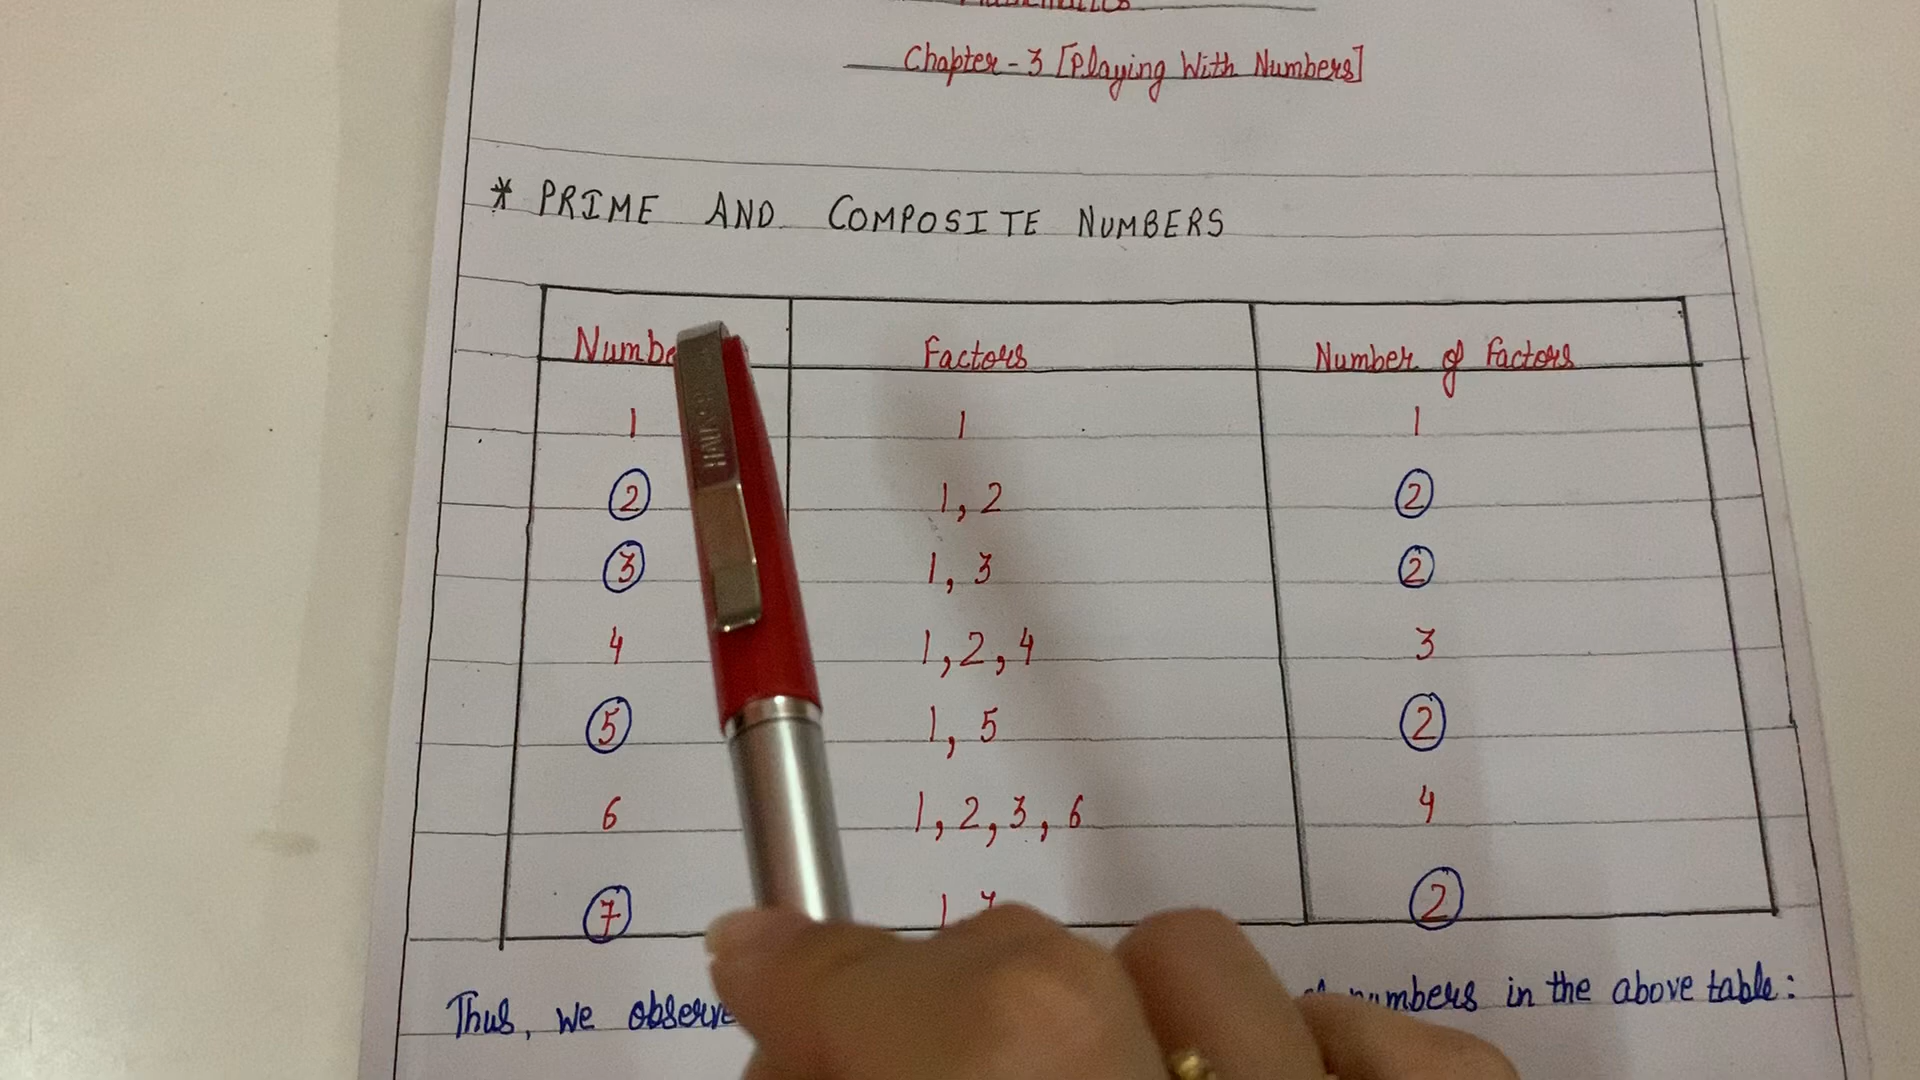 Chapter - 3 [Playing With Numbers]
* PRIME AND COMPOSITE NUMBERS
Factors Number of Factors
1 1 1
2 1, 2 2
3 1, 3 2
4 1, 2, 4 3
5 1, 5 2
6 1, 2, 3, 6 4
7 1 2
Thus, we observe numbers in the above table: